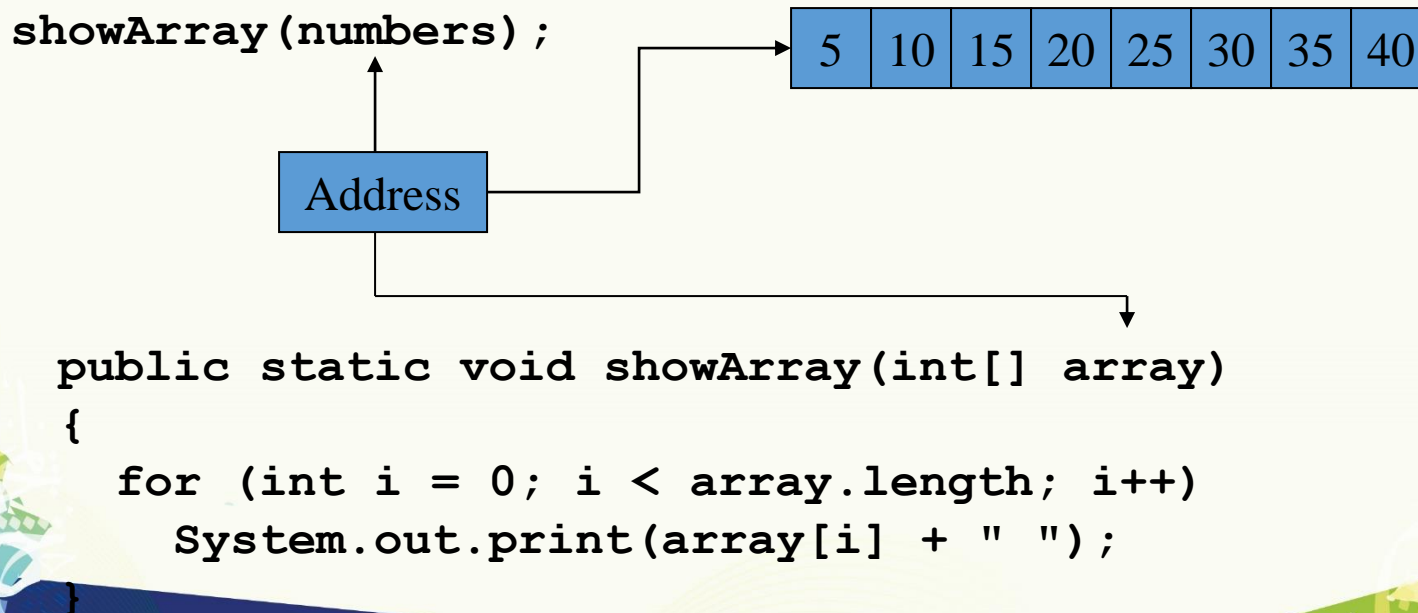 showArray(numbers);
5 10 15 20 25 30 35 40
Address
public static void showArray(int[] array)
{
for (int i = 0; i < array.length; i++)
System.out.print(array[i] + " ");
}